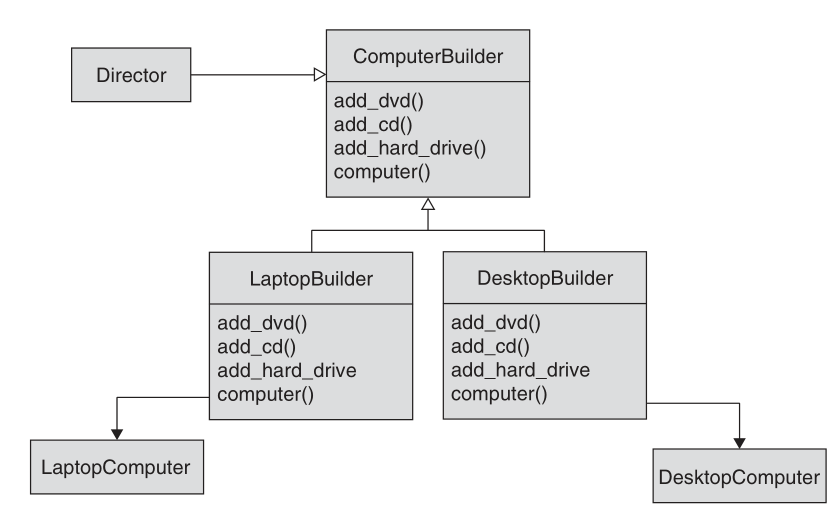 Director
ComputerBuilder
add_dvd()
add_cd()
add_hard_drive()
computer()
LaptopBuilder
add_dvd()
add_cd()
add_hard_drive
computer()
DesktopBuilder
add_dvd()
add_cd()
add_hard_drive
computer()
LaptopComputer
DesktopComputer